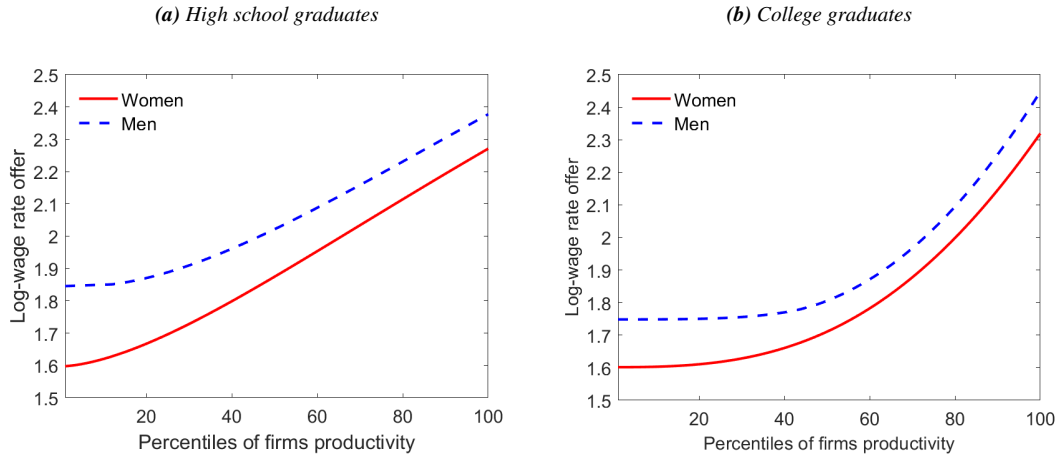 (a) High school graduates
2.5
2.4
2.3
2.2
2.1
2
1.9
1.8
1.7
1.6
1.5
Log-wage rate offer
Women
Men
20 40 60 80 100
Percentiles of firms productivity
(b) College graduates
2.5
2.4
2.3
2.2
2.1
2
1.9
1.8
1.7
1.6
1.5
Log-wage rate offer
Women
Men
20 40 60 80 100
Percentiles of firms productivity